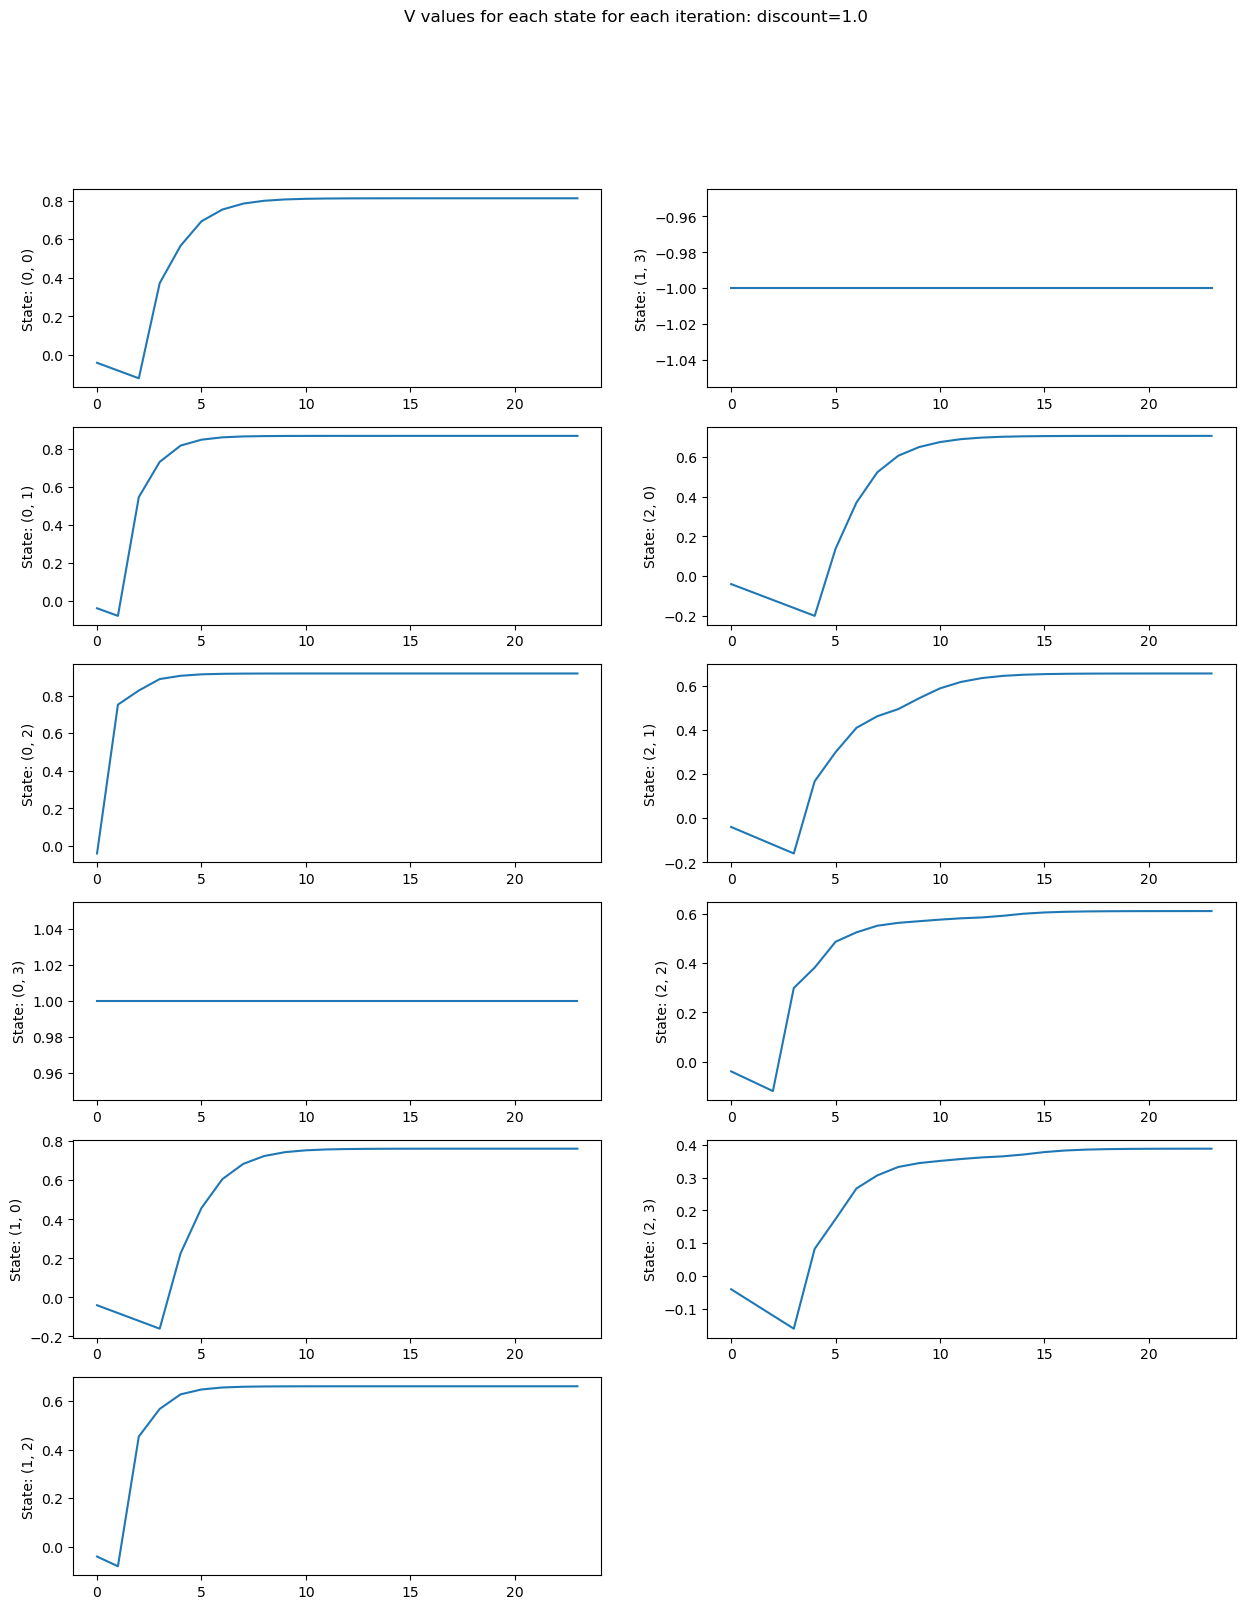 V values for each state for each iteration: discount=1.0
State: (0, 0)
0.8
0.6
0.4
0.2
0.0
0 5 10 15 20
State: (1, 3)
−0.96
−0.98
−1.00
−1.02
−1.04
0 5 10 15 20
State: (0, 1)
0.8
0.6
0.4
0.2
0.0
0 5 10 15 20
State: (2, 0)
0.6
0.4
0.2
0.0
−0.2
0 5 10 15 20
State: (0, 2)
0.8
0.6
0.4
0.2
0.0
0 5 10 15 20
State: (2, 1)
0.6
0.4
0.2
0.0
−0.2
0 5 10 15 20
State: (0, 3)
1.04
1.02
1.00
0.98
0.96
0 5 10 15 20
State: (2, 2)
0.6
0.4
0.2
0.0
0 5 10 15 20
State: (1, 0)
0.8
0.6
0.4
0.2
0.0
−0.2
0 5 10 15 20
State: (2, 3)
0.4
0.3
0.2
0.1
0.0
−0.1
0 5 10 15 20
State: (1, 2)
0.6
0.4
0.2
0.0
0 5 10 15 20